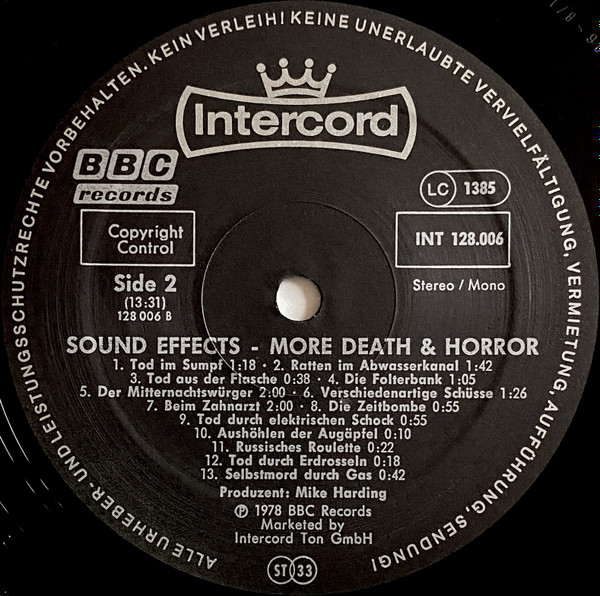 ALLE URHEBER- UND LEISTUNGSSCHUTZRECHTE VORBEHALTEN. KEIN VERLEIH! KEINE UNERLAUBTE VERVIELFÄLTIGUNG, VERMIETUNG, AUFFÜHRUNG, SENDUNG!
Intercord
BBC
records
LC 1385
Copyright
Control
INT 128.006
Side 2
(13:31)
128 006 B
Stereo / Mono
SOUND EFFECTS - MORE DEATH & HORROR
1. Tod im Sumpf 1:18 · 2. Ratten im Abwasserkanal 1:42
3. Tod aus der Flasche 0:38 · 4. Die Folterbank 1:05
5. Der Mitternachtswürger 2:00 · 6. Verschiedenartige Schüsse 1:26
7. Beim Zahnarzt 2:00 · 8. Die Zeitbombe 0:55
9. Tod durch elektrischen Schock 0:55
10. Aushöhlen der Augäpfel 0:10
11. Russisches Roulette 0:22
12. Tod durch Erdrosseln 0:18
13. Selbstmord durch Gas 0:42
Produzent: Mike Harding
℗ 1978 BBC Records
Marketed by
Intercord Ton GmbH
ST 33